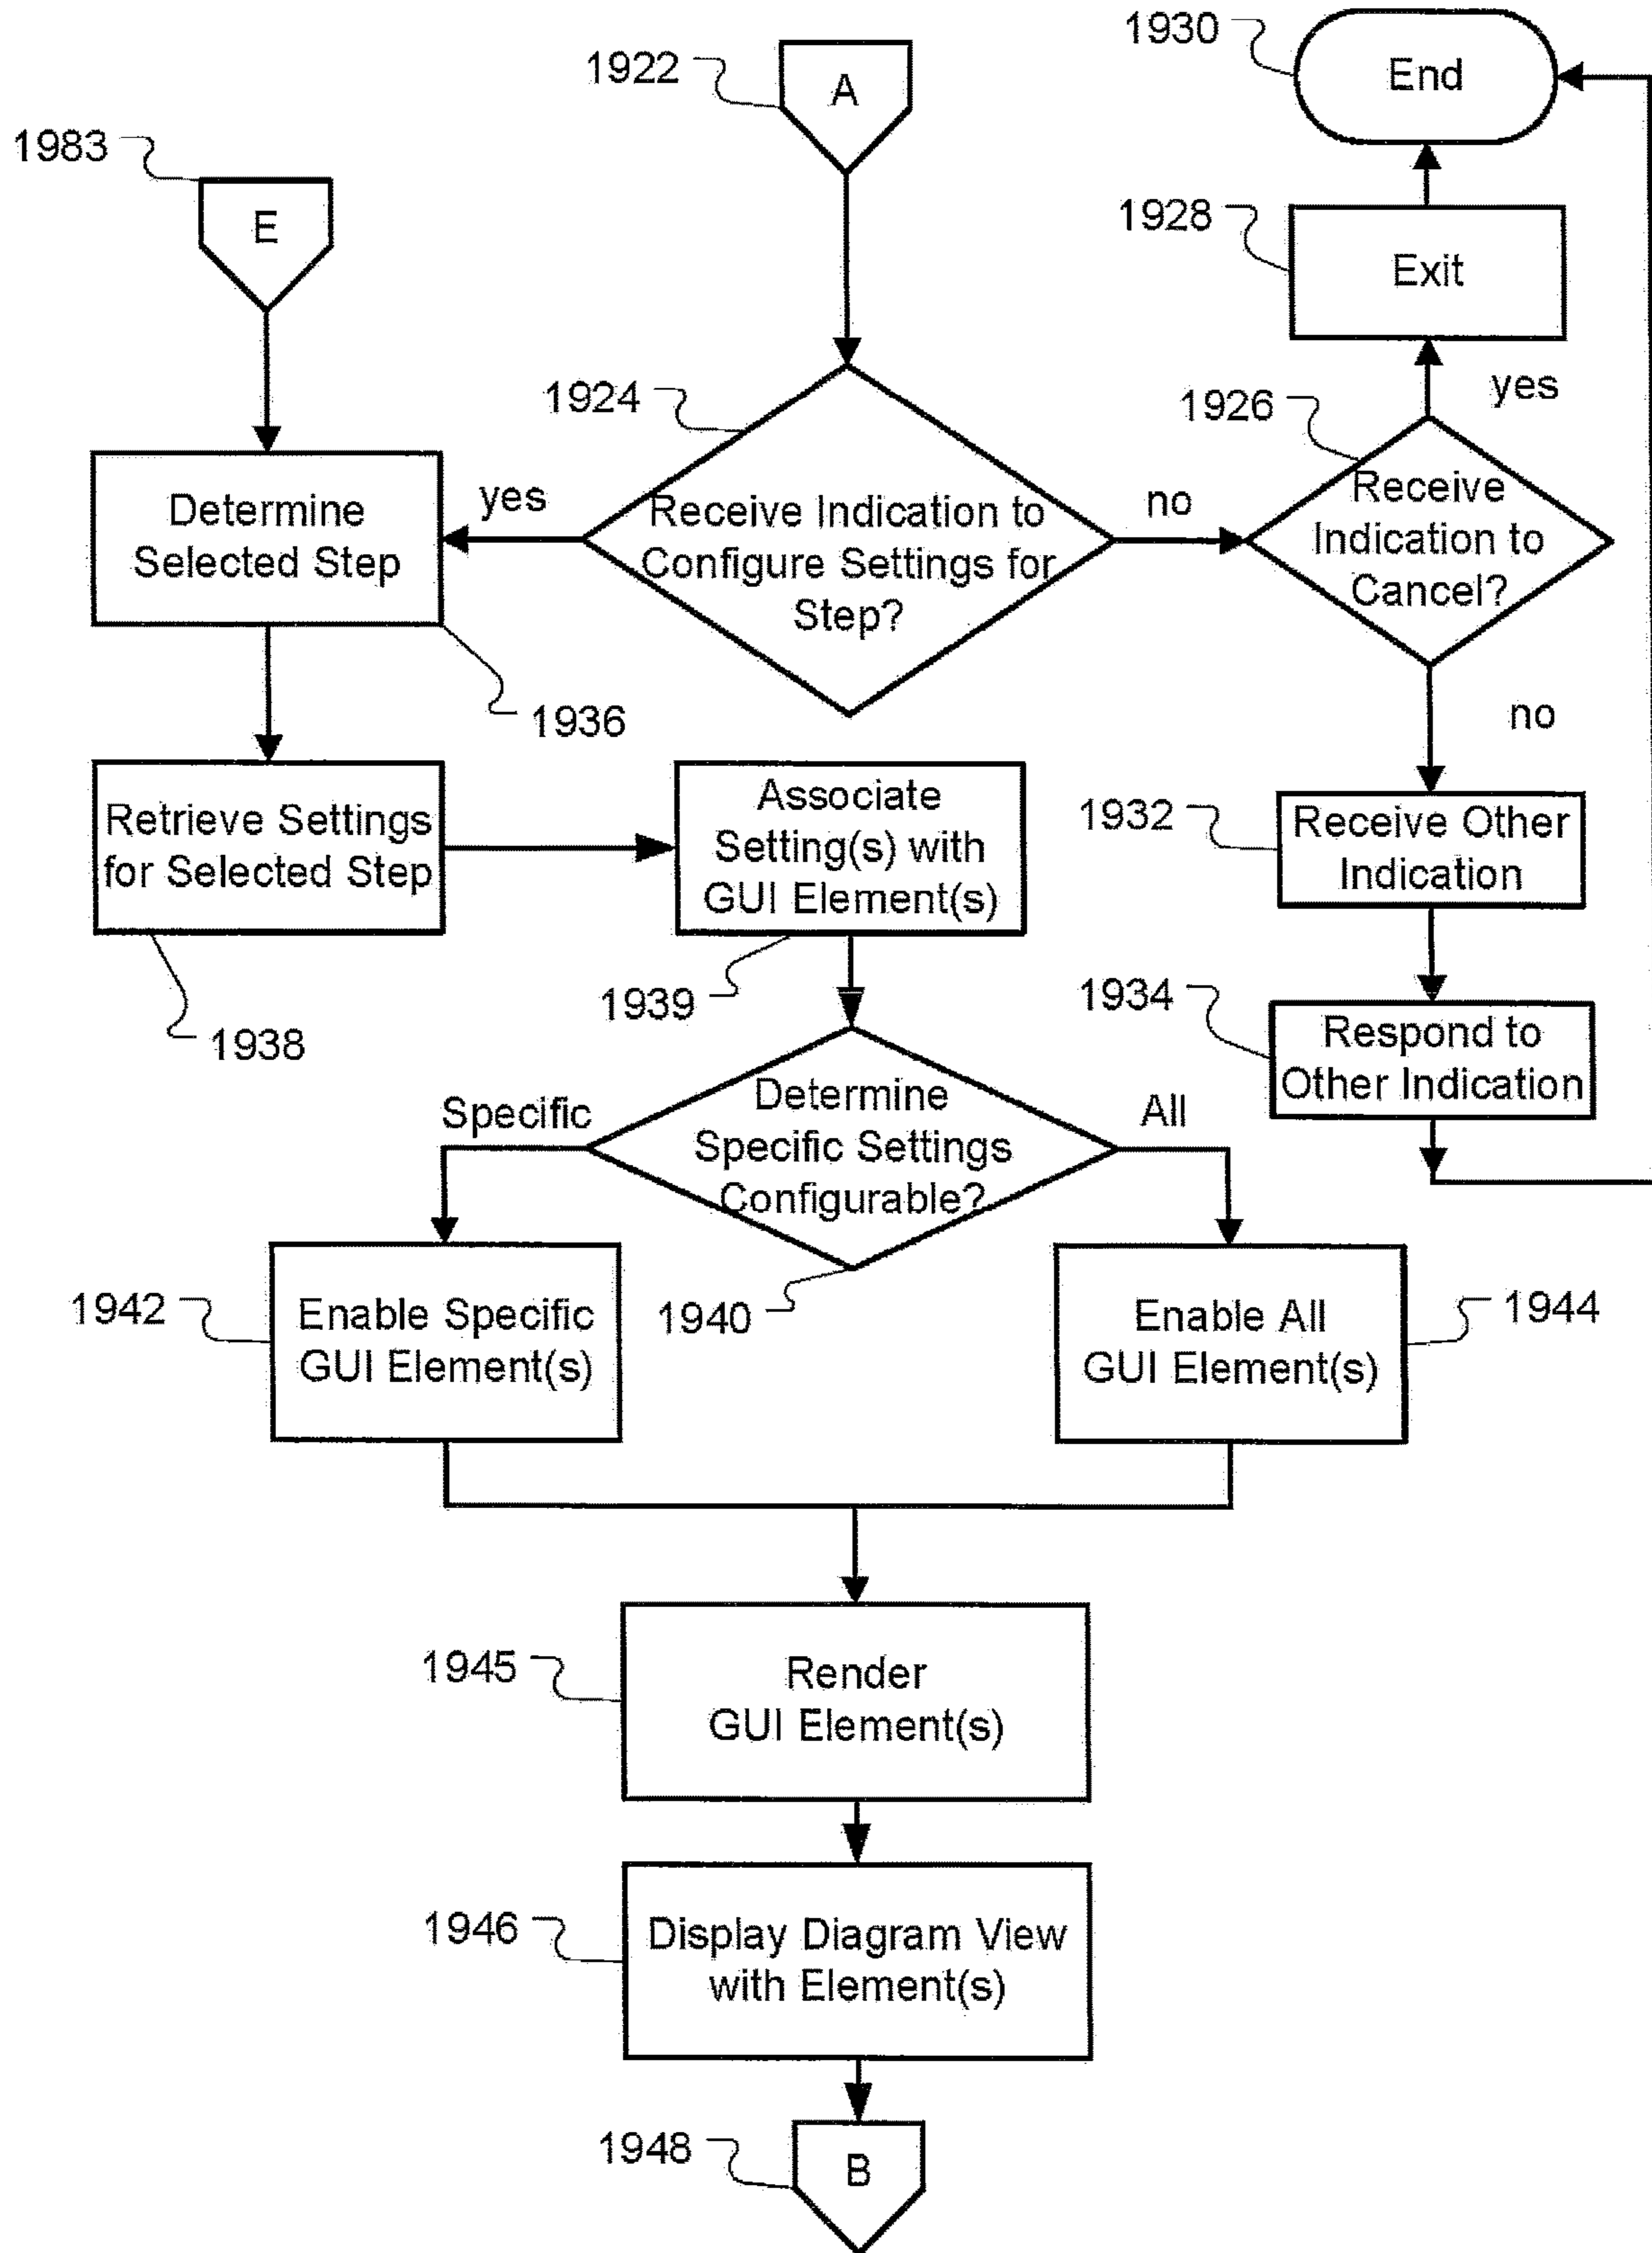 1930
End
1922
A
1983
E
1928
Exit
1924
1926
yes
Receive
Indication to
Cancel?
yes
Receive Indication to
Configure Settings for
Step?
no
Determine
Selected Step
1936
no
Retrieve Settings
for Selected Step
1938
Associate
Setting(s) with
GUI Element(s)
1939
1932
Receive Other
Indication
1934
Respond to
Other Indication
Specific
Determine
Specific Settings
Configurable?
All
1940
1942
Enable Specific
GUI Element(s)
Enable All
GUI Element(s)
1944
1945
Render
GUI Element(s)
1946
Display Diagram View
with Element(s)
1948
B